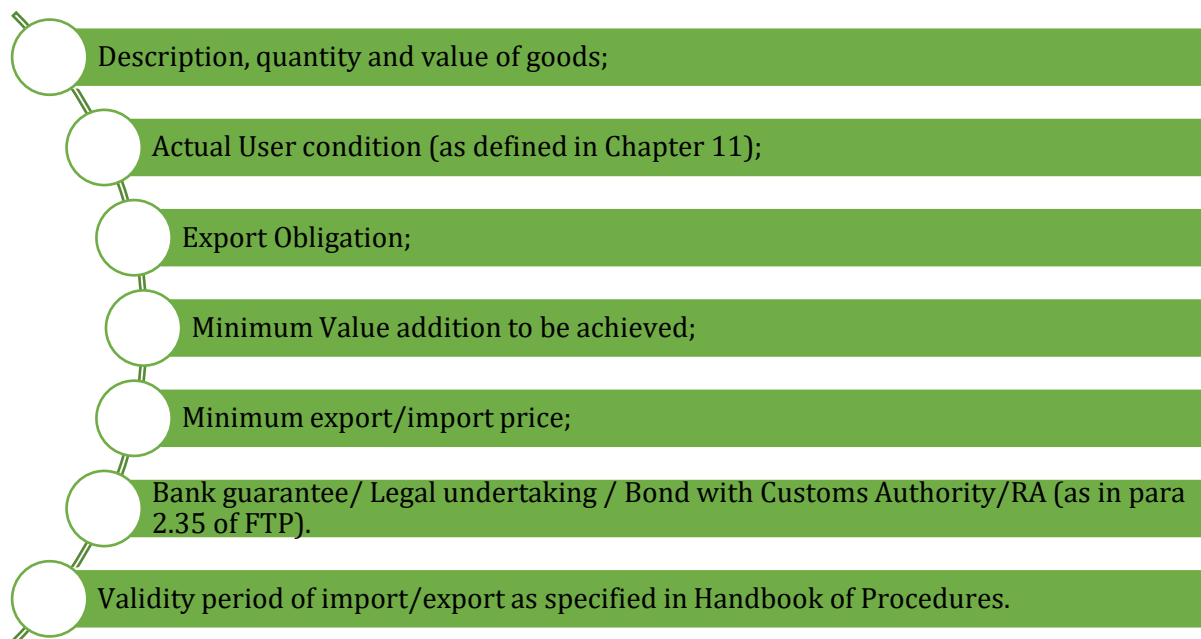 Description, quantity and value of goods;
Actual User condition (as defined in Chapter 11);
Export Obligation;
Minimum Value addition to be achieved;
Minimum export/import price;
Bank guarantee/ Legal undertaking / Bond with Customs Authority/RA (as in para
2.35 of FTP).
Validity period of import/export as specified in Handbook of Procedures.